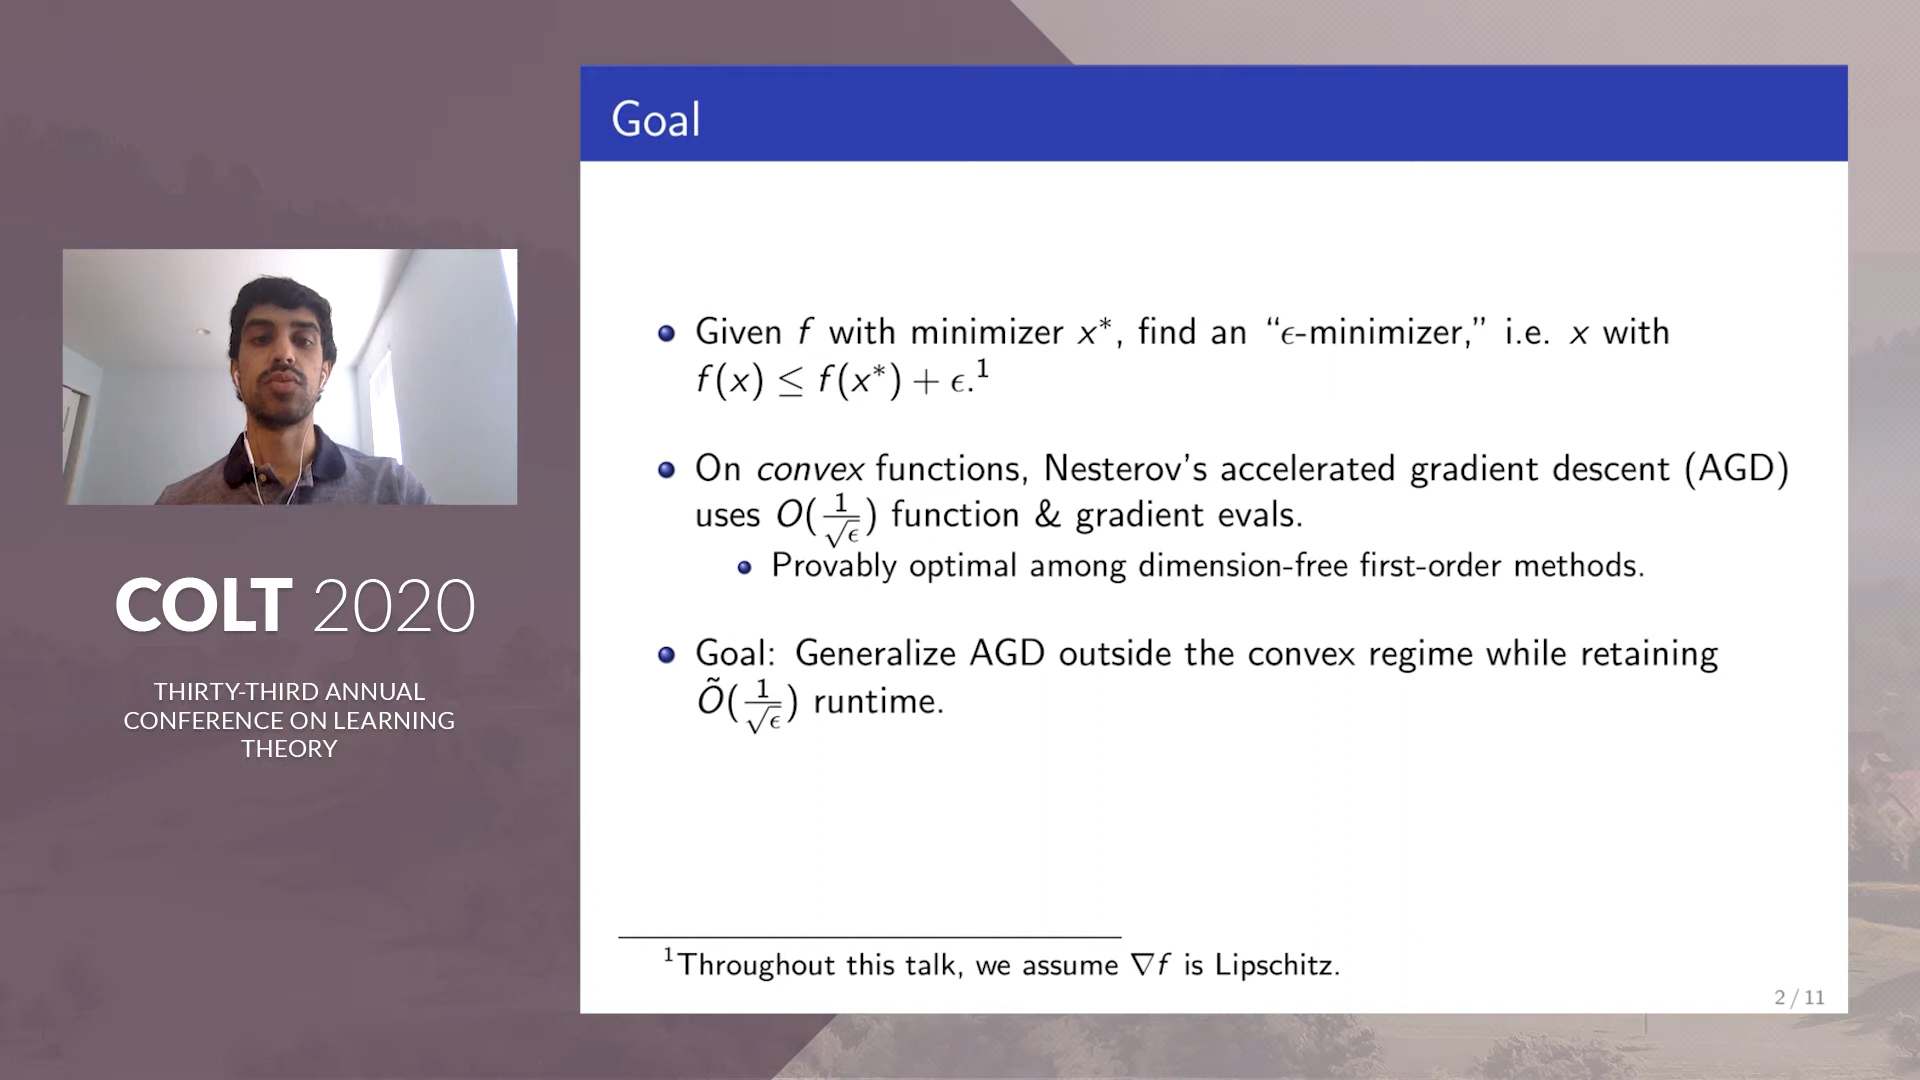 Goal
Given f with minimizer x*, find an “ϵ-minimizer,” i.e. x with
f(x) ≤ f(x*) + ϵ.¹
On convex functions, Nesterov’s accelerated gradient descent (AGD)
uses O(1/√ϵ) function & gradient evals.
Provably optimal among dimension-free first-order methods.
Goal: Generalize AGD outside the convex regime while retaining
Õ(1/√ϵ) runtime.
¹Throughout this talk, we assume ∇f is Lipschitz.
2 / 11
COLT 2020
THIRTY-THIRD ANNUAL
CONFERENCE ON LEARNING
THEORY